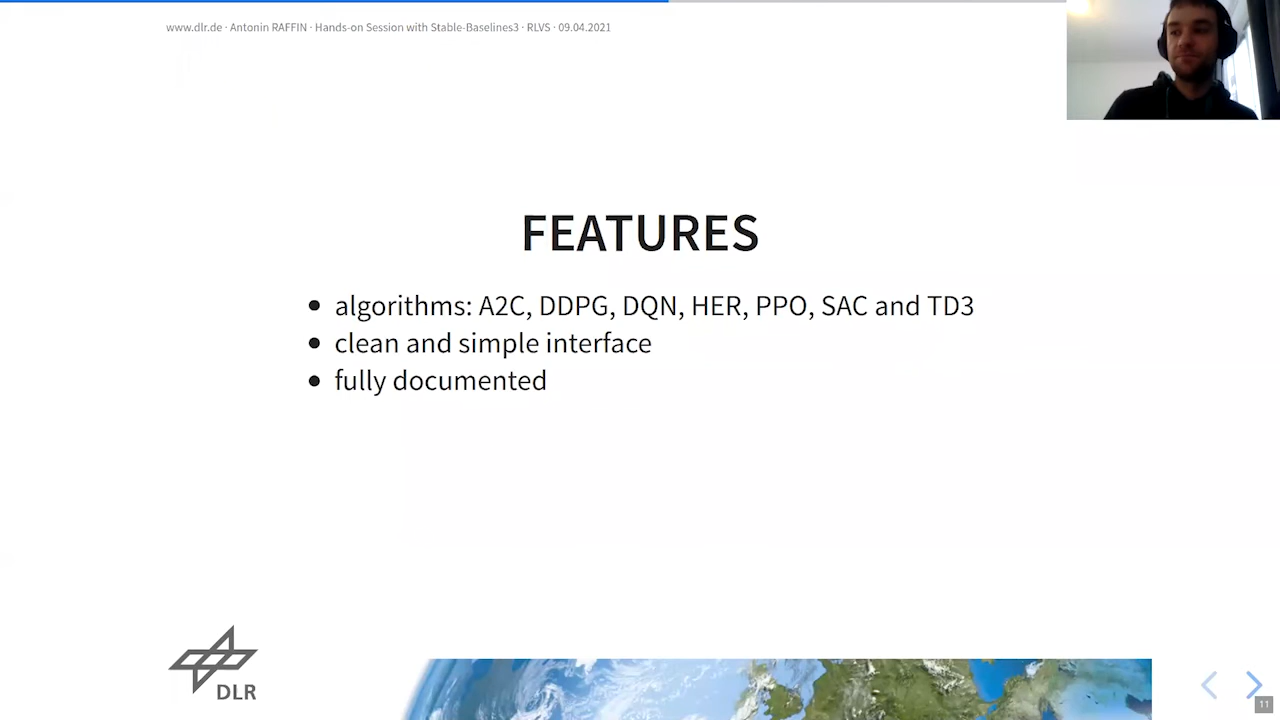 www.dlr.de · Antonin RAFFIN · Hands-on Session with Stable-Baselines3 · RLVS · 09.04.2021
FEATURES
algorithms: A2C, DDPG, DQN, HER, PPO, SAC and TD3
clean and simple interface
fully documented
DLR
11